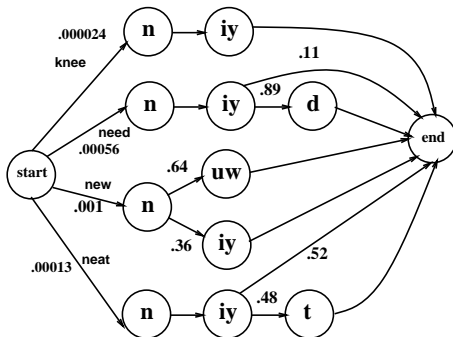 .000024 n iy
knee .11
.89
n iy d
need
.00056 end
start .64 uw
new
.001 n
.36 iy
.52
.00013 neat
.48
n iy t